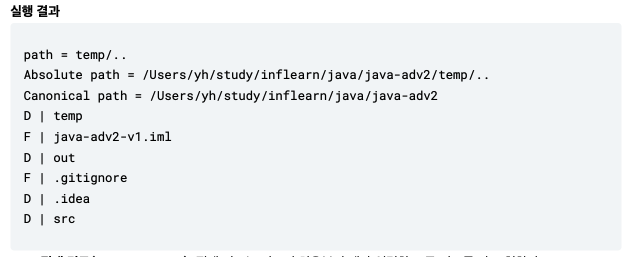 실행 결과
path = temp/..
Absolute path = /Users/yh/study/inflearn/java/java-adv2/temp/..
Canonical path = /Users/yh/study/inflearn/java/java-adv2
D | temp
F | java-adv2-v1.iml
D | out
F | .gitignore
D | .idea
D | src